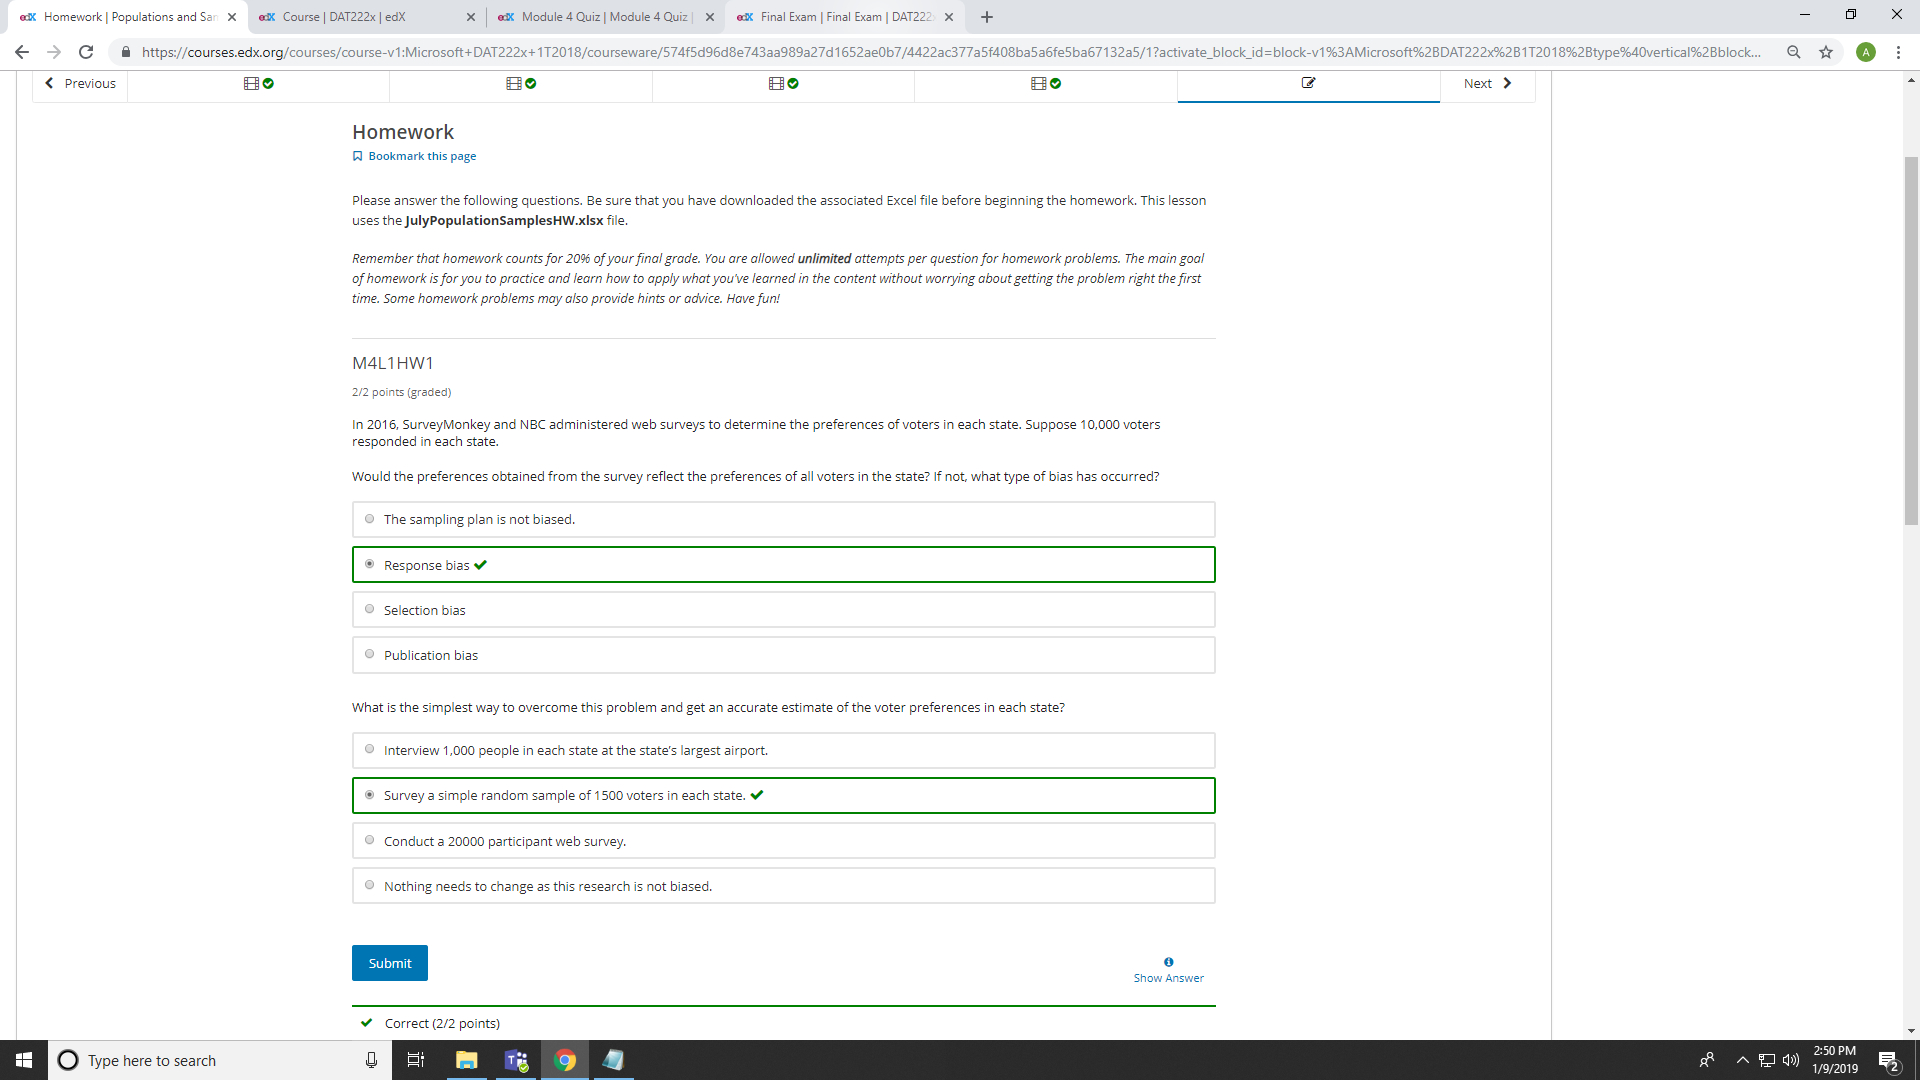 edX Homework | Populations and Sam
edX Course | DAT222x | edX
edX Module 4 Quiz | Module 4 Quiz |
edX Final Exam | Final Exam | DAT222
https://courses.edx.org/courses/course-v1:Microsoft+DAT222x+1T2018/courseware/574f5d96d8e743aa989a27d1652ae0b7/4422ac377a5f408ba5a6fe5ba67132a5/1?activate_block_id=block-v1%3AMicrosoft%2BDAT222x%2B1T2018%2Btype%40vertical%2Bblock...
A
Previous
Next
Homework
Bookmark this page
Please answer the following questions. Be sure that you have downloaded the associated Excel file before beginning the homework. This lesson
uses the JulyPopulationSamplesHW.xlsx file.
Remember that homework counts for 20% of your final grade. You are allowed unlimited attempts per question for homework problems. The main goal
of homework is for you to practice and learn how to apply what you've learned in the content without worrying about getting the problem right the first
time. Some homework problems may also provide hints or advice. Have fun!
M4L1HW1
2/2 points (graded)
In 2016, SurveyMonkey and NBC administered web surveys to determine the preferences of voters in each state. Suppose 10,000 voters
responded in each state.
Would the preferences obtained from the survey reflect the preferences of all voters in the state? If not, what type of bias has occurred?
The sampling plan is not biased.
Response bias
Selection bias
Publication bias
What is the simplest way to overcome this problem and get an accurate estimate of the voter preferences in each state?
Interview 1,000 people in each state at the state's largest airport.
Survey a simple random sample of 1500 voters in each state.
Conduct a 20000 participant web survey.
Nothing needs to change as this research is not biased.
Submit
Show Answer
Correct (2/2 points)
Type here to search
2:50 PM
1/9/2019
2